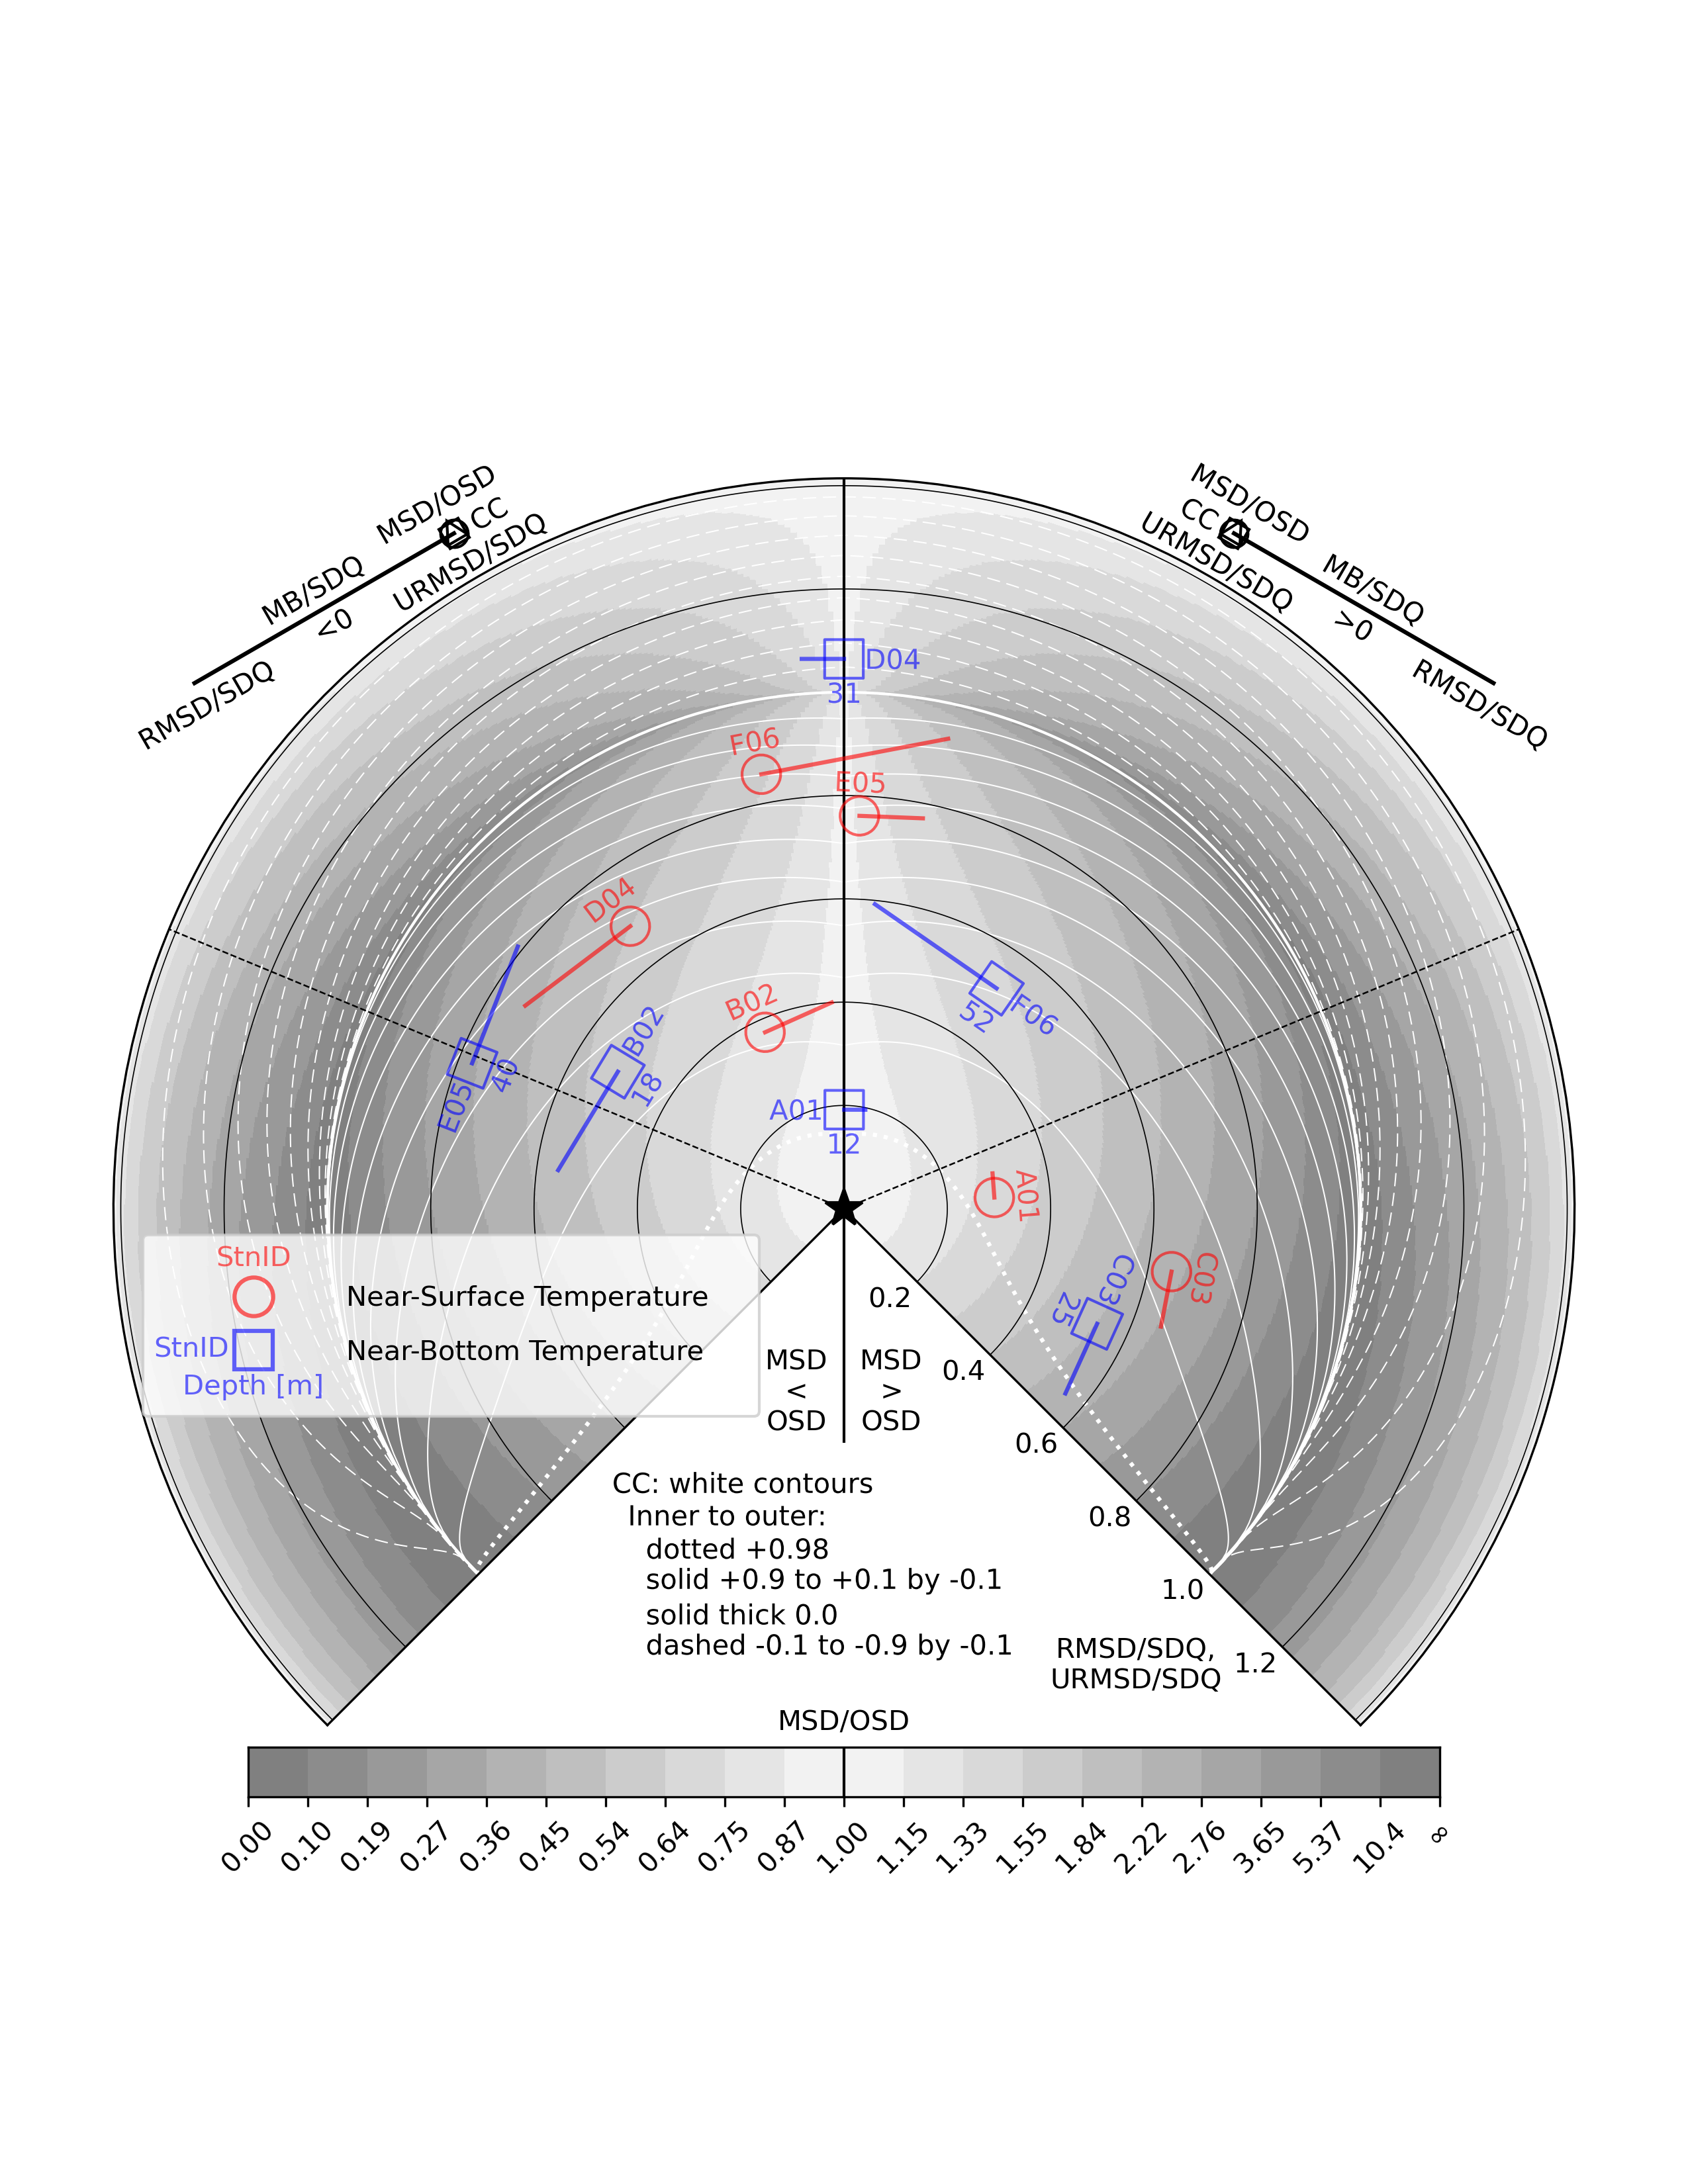 MSD/OSD
CC
URMSD/SDQ
MB/SDQ
<0
RMSD/SDQ
MSD/OSD
CC
URMSD/SDQ
MB/SDQ
>0
RMSD/SDQ
D04
31
F06
E05
D04
B02
F06
52
E05
40
B02
18
A01
12
A01
C03
C03
25
StnID
Near-Surface Temperature
StnID
Near-Bottom Temperature
Depth [m]
0.2
0.4
0.6
0.8
1.0
1.2
MSD
<
OSD
MSD
>
OSD
CC: white contours
Inner to outer:
dotted +0.98
solid +0.9 to +0.1 by -0.1
solid thick 0.0
dashed -0.1 to -0.9 by -0.1
RMSD/SDQ,
URMSD/SDQ
MSD/OSD
0.00 0.10 0.19 0.27 0.36 0.45 0.54 0.64 0.75 0.87 1.00 1.15 1.33 1.55 1.84 2.22 2.76 3.65 5.37 10.4 ∞